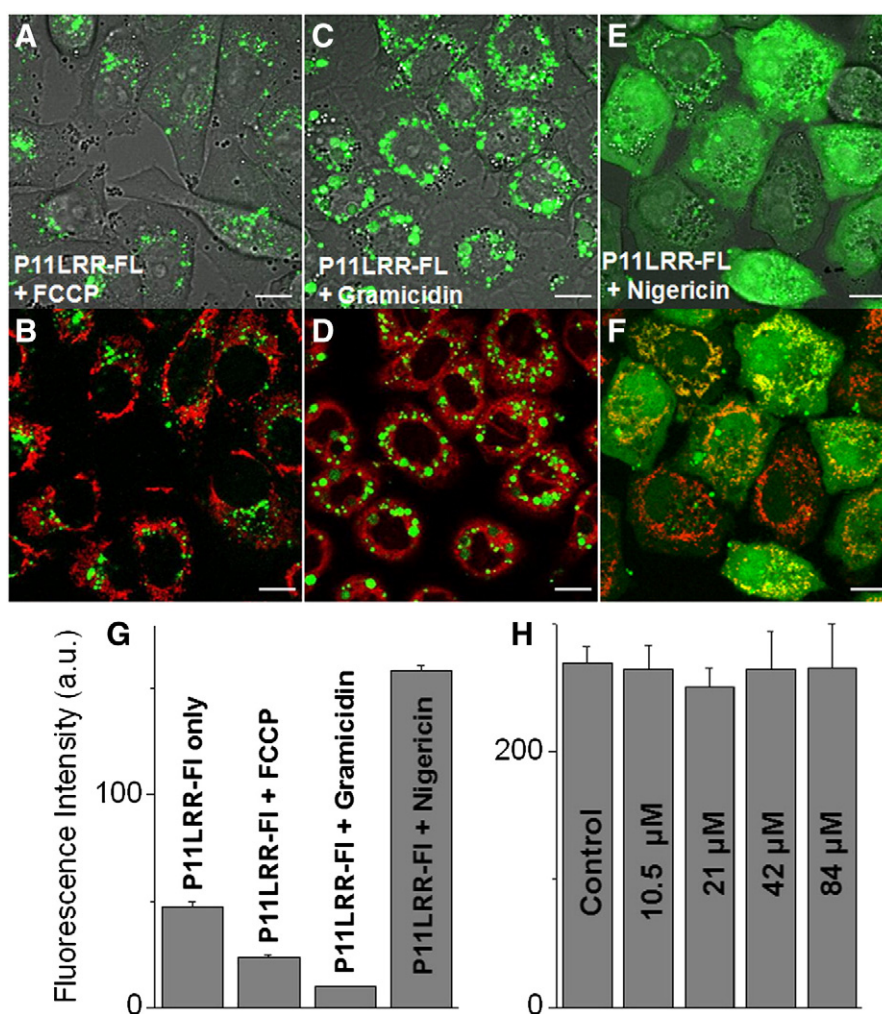 A
C
E
P11LRR-FL
+ FCCP
P11LRR-FL
+ Gramicidin
P11LRR-FL
+ Nigericin
B
D
F
G
H
Fluorescence Intensity (a.u.)
100
0
P11LRR-Fl only
P11LRR-Fl + FCCP
P11LRR-Fl + Gramicidin
P11LRR-Fl + Nigericin
200
0
Control
10.5 µM
21 µM
42 µM
84 µM